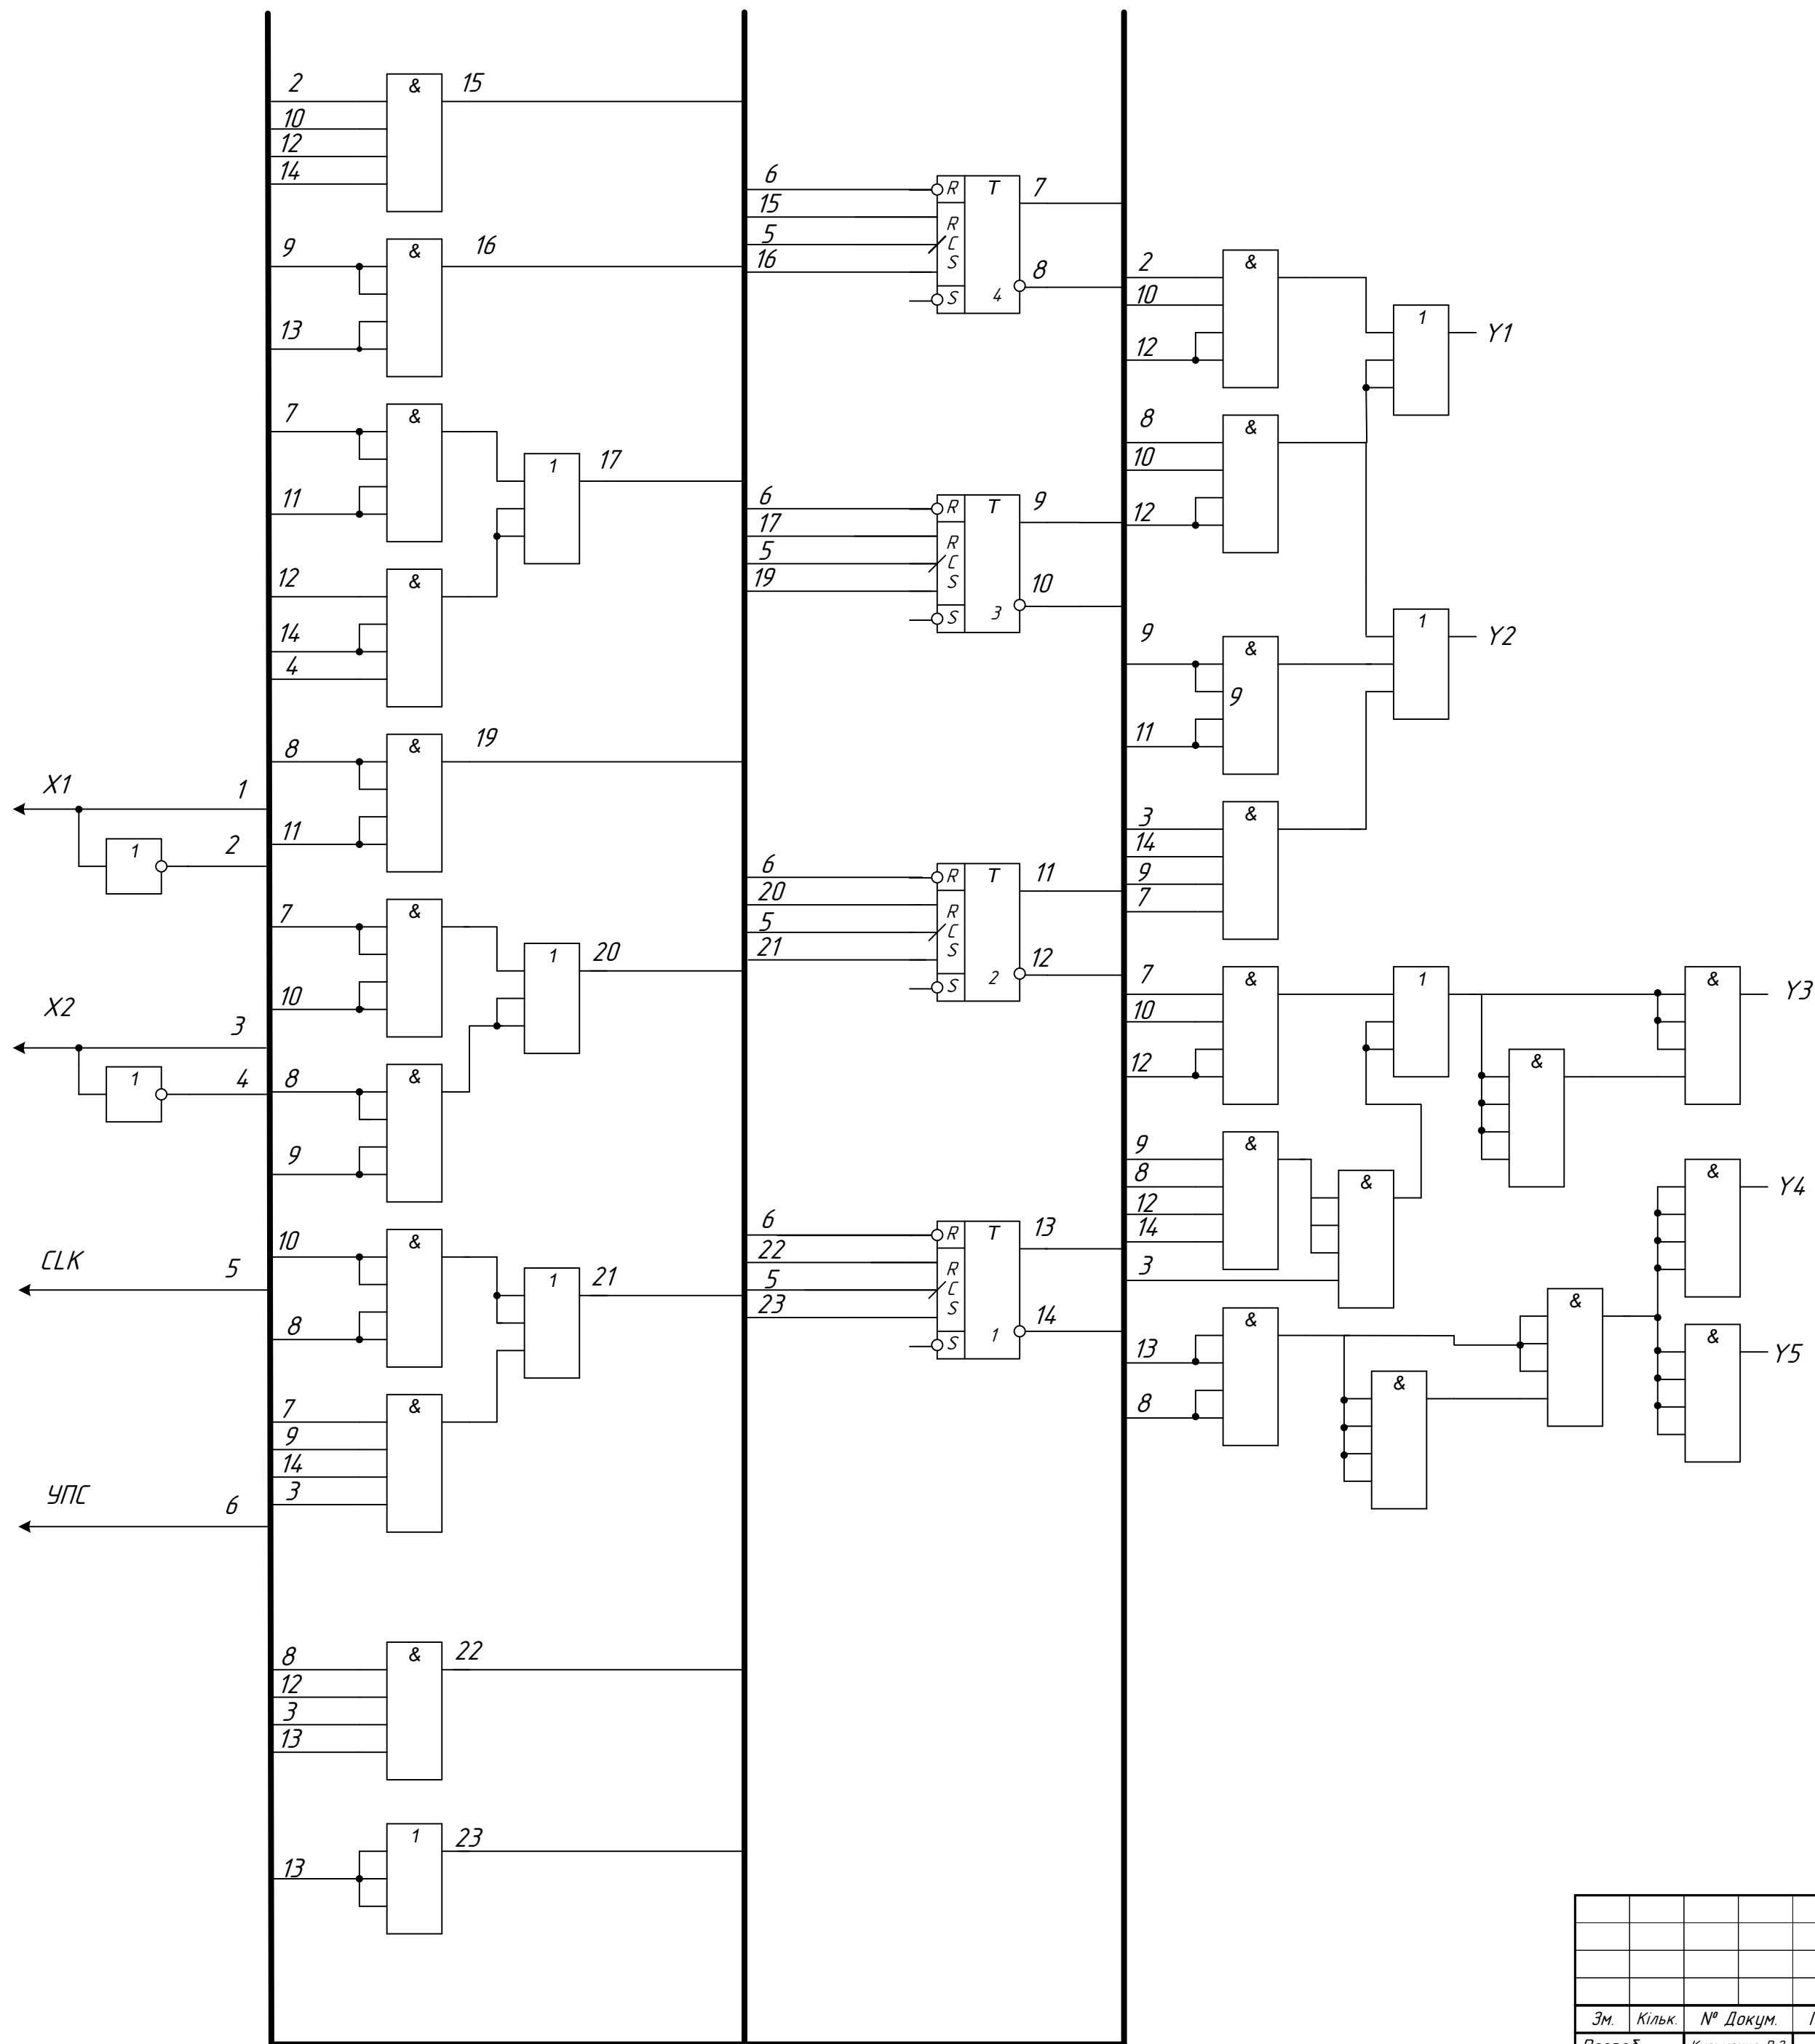 2 & 15
10
12
14
9 & 16
13
7 &
11
1 17
12 &
14
4
8 & 19
11
X1 1
1 2
7 &
10
1 20
X2 3
1 4
8 &
9
CLK 5
10 &
8
1 21
7 &
9
14
3
УПС 6
8 & 22
12
3
13
1 23
13
6 R T 7
15 R
5 C
16 S 8
S 4
6 R T 9
17 R
5 C
19 S 10
S 3
6 R T 11
20 R
5 C
21 S 12
S 2
6 R T 13
22 R
5 C
23 S 14
S 1
2 &
10
12
1 Y1
8 &
10
12
9 &
9
11
1 Y2
3 &
14
9
7
7 & 1 & Y3
10
12 &
9 &
8 &
12
14
3
& Y4
13 &
8
&
&
& Y5
Зм. Кільк. № Докум.